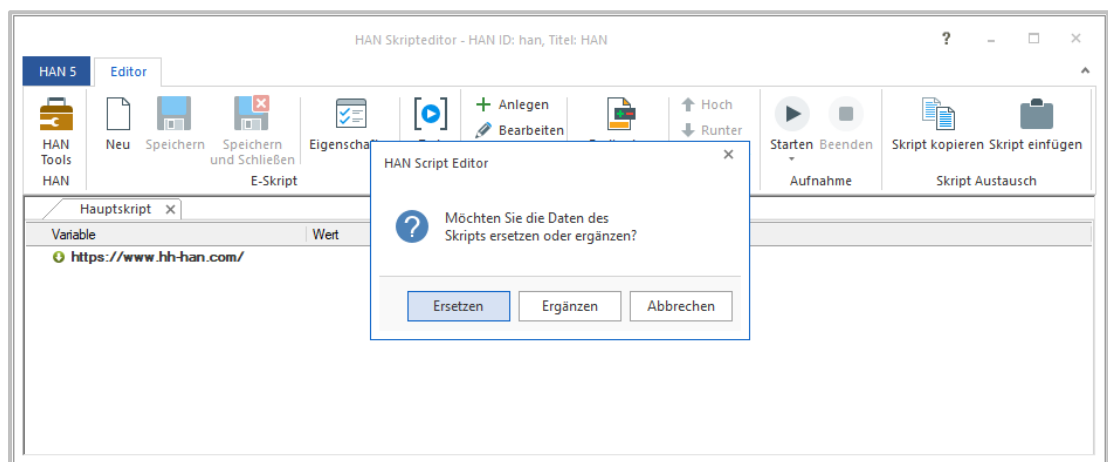 HAN Skripteditor - HAN ID: han, Titel: HAN
HAN 5 Editor
HAN Tools
Neu
Speichern
Speichern und Schließen
Anlegen
Bearbeiten
Hoch
Runter
Starten
Beenden
Skript kopieren
Skript einfügen
HAN
E-Skript
Aufnahme
Skript Austausch
Hauptskript
Variable Wert
https://www.hh-han.com/
HAN Script Editor
Möchten Sie die Daten des
Skripts ersetzen oder ergänzen?
Ersetzen Ergänzen Abbrechen